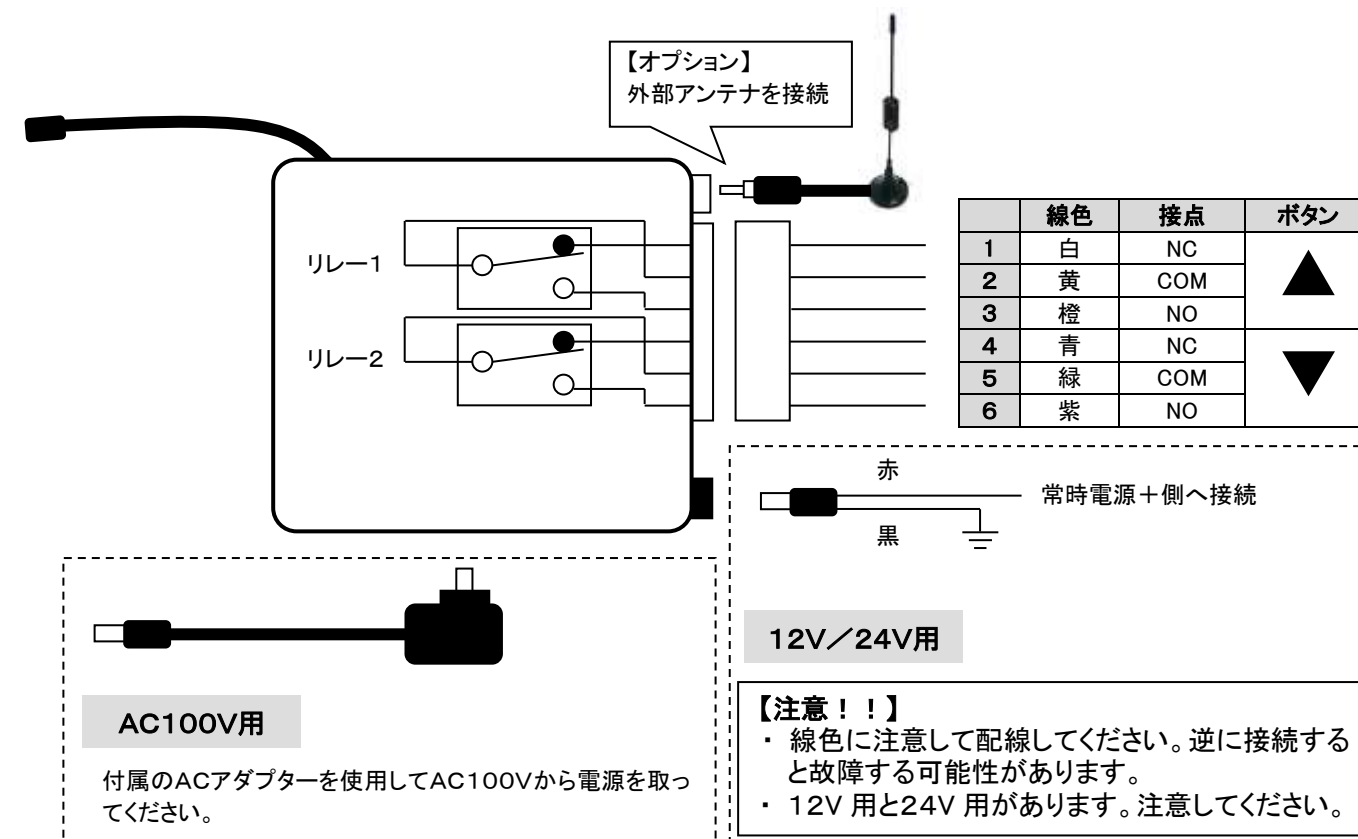 【オプション】
外部アンテナを接続
線色 接点 ボタン
1 白 NC ▲
2 黄 COM
3 橙 NO
4 青 NC ▼
5 緑 COM
6 紫 NO
リレー1
リレー2
赤
常時電源+側へ接続
黒
12V/24V用
【注意!!】
・ 線色に注意して配線してください。逆に接続する
と故障する可能性があります。
・ 12V 用と24V 用があります。注意してください。
AC100V用
付属のACアダプターを使用してAC100Vから電源を取っ
てください。